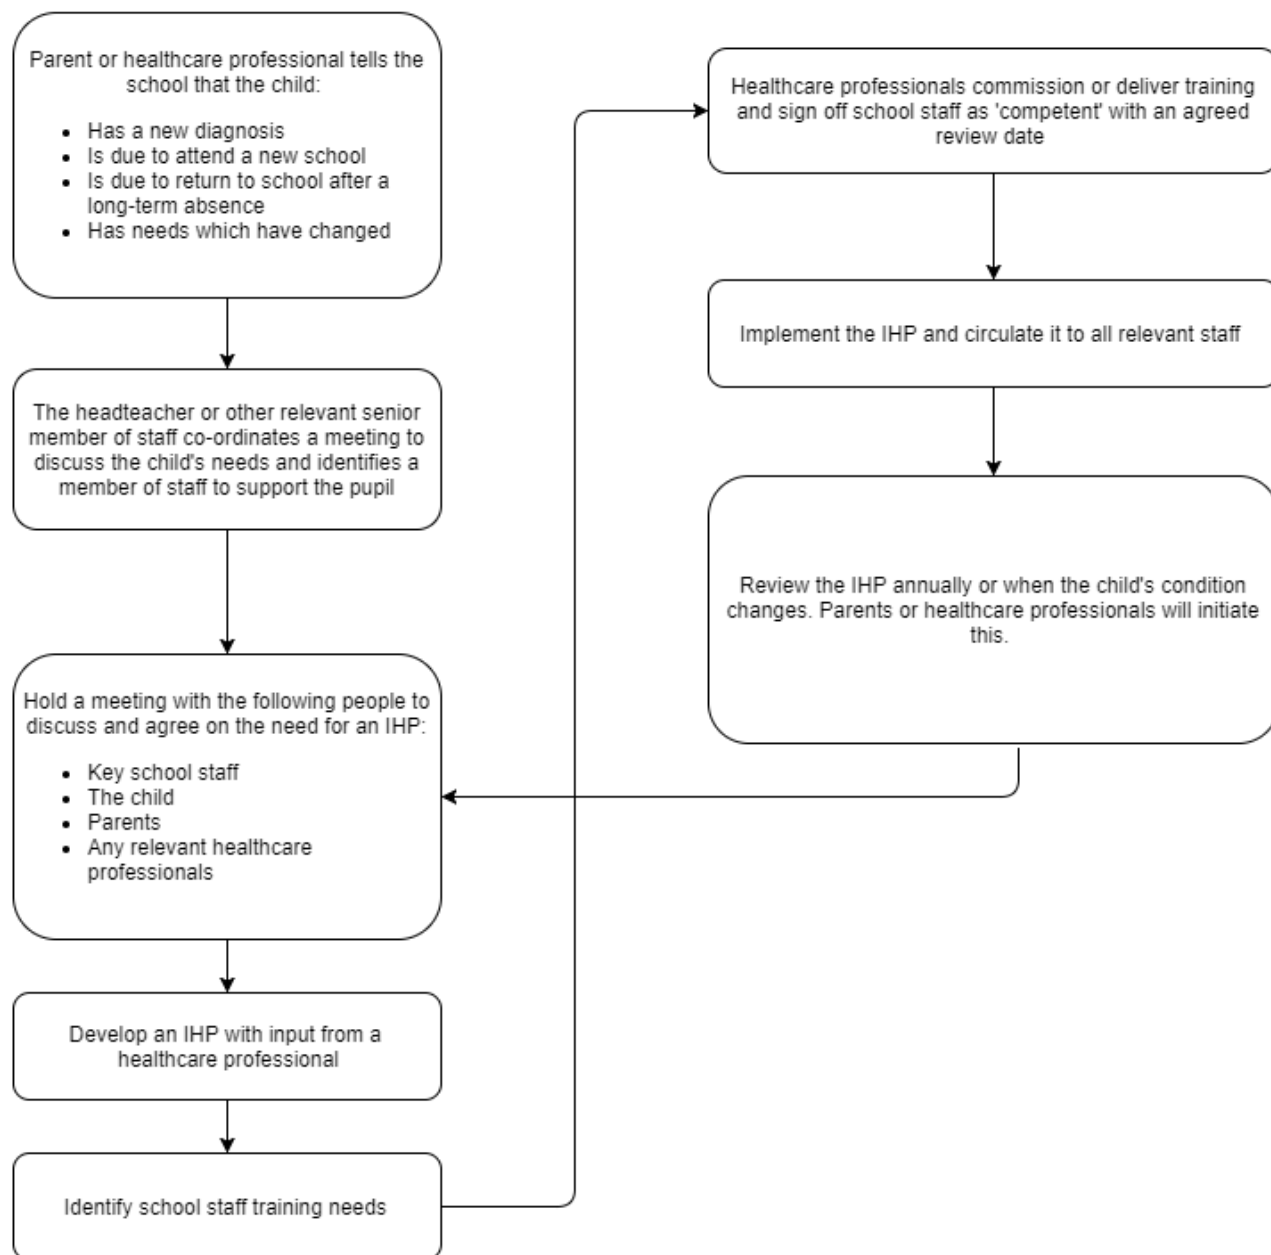 Parent or healthcare professional tells the
school that the child:
• Has a new diagnosis
• Is due to attend a new school
• Is due to return to school after a
long-term absence
• Has needs which have changed
The headteacher or other relevant senior
member of staff co-ordinates a meeting to
discuss the child's needs and identifies a
member of staff to support the pupil
Hold a meeting with the following people to
discuss and agree on the need for an IHP:
• Key school staff
• The child
• Parents
• Any relevant healthcare
professionals
Develop an IHP with input from a
healthcare professional
Identify school staff training needs
Healthcare professionals commission or deliver training
and sign off school staff as 'competent' with an agreed
review date
Implement the IHP and circulate it to all relevant staff
Review the IHP annually or when the child's condition
changes. Parents or healthcare professionals will initiate
this.